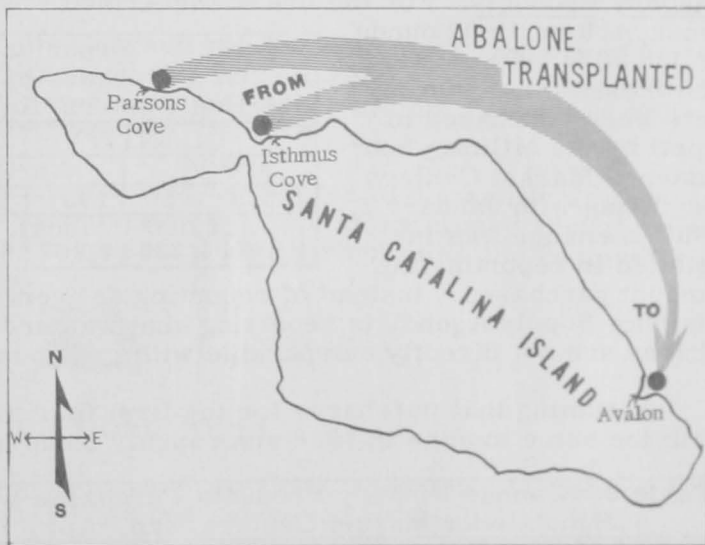 ABALONE
TRANSPLANTED
FROM
Parsons
Cove
Isthmus
Cove
SANTA CATALINA ISLAND
TO
Avalon
N
W E
S